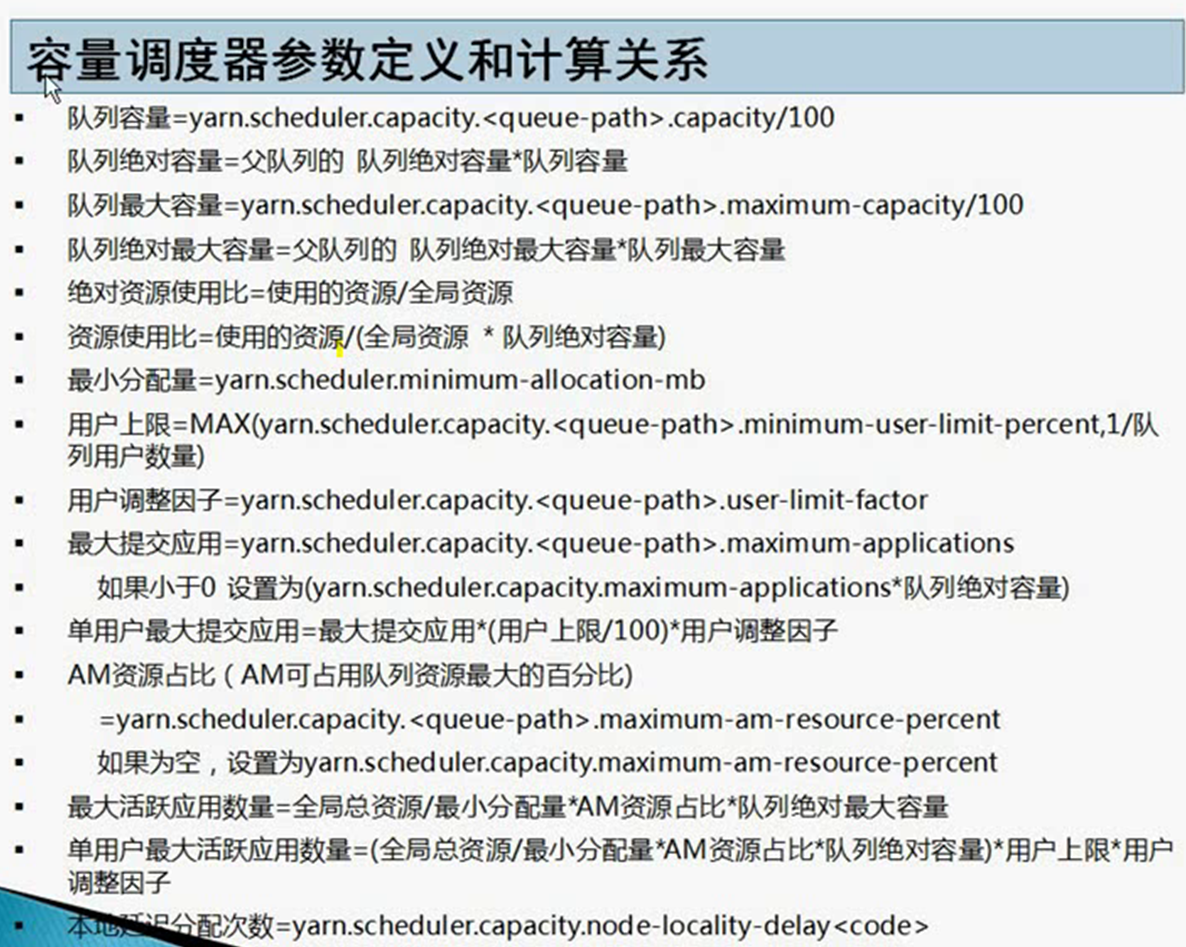 容量调度器参数定义和计算关系
▪ 队列容量=yarn.scheduler.capacity.<queue-path>.capacity/100
▪ 队列绝对容量=父队列的 队列绝对容量*队列容量
▪ 队列最大容量=yarn.scheduler.capacity.<queue-path>.maximum-capacity/100
▪ 队列绝对最大容量=父队列的 队列绝对最大容量*队列最大容量
▪ 绝对资源使用比=使用的资源/全局资源
▪ 资源使用比=使用的资源/(全局资源 * 队列绝对容量)
▪ 最小分配量=yarn.scheduler.minimum-allocation-mb
▪ 用户上限=MAX(yarn.scheduler.capacity.<queue-path>.minimum-user-limit-percent,1/队
列用户数量)
▪ 用户调整因子=yarn.scheduler.capacity.<queue-path>.user-limit-factor
▪ 最大提交应用=yarn.scheduler.capacity.<queue-path>.maximum-applications
▪ 如果小于0 设置为(yarn.scheduler.capacity.maximum-applications*队列绝对容量)
▪ 单用户最大提交应用=最大提交应用*(用户上限/100)*用户调整因子
▪ AM资源占比（AM可占用队列资源最大的百分比)
▪ =yarn.scheduler.capacity.<queue-path>.maximum-am-resource-percent
▪ 如果为空，设置为yarn.scheduler.capacity.maximum-am-resource-percent
▪ 最大活跃应用数量=全局总资源/最小分配量*AM资源占比*队列绝对最大容量
▪ 单用户最大活跃应用数量=(全局总资源/最小分配量*AM资源占比*队列绝对容量)*用户上限*用户
调整因子
▪ 本地延迟分配次数=yarn.scheduler.capacity.node-locality-delay<code>